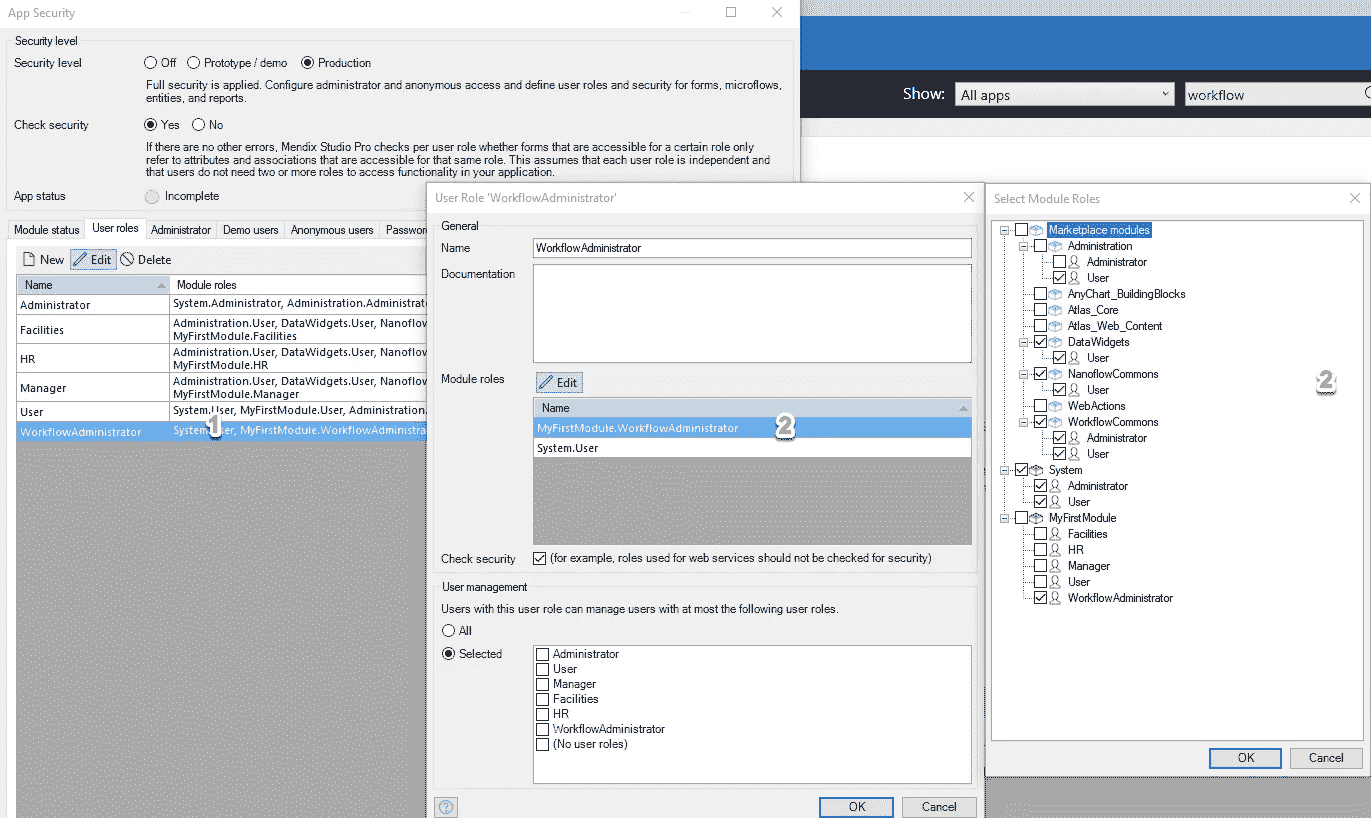 App Security
Security level
Security level
Off
Prototype / demo
Production
Full security is applied. Configure administrator and anonymous access and define user roles and security for forms, microflows,
entities, and reports.
Check security
Yes
No
If there are no other errors, Mendix Studio Pro checks per user role whether forms that are accessible for a certain role only
refer to attributes and associations that are accessible for that same role. This assumes that each user role is independent and
that users do not need two or more roles to access functionality in your application.
App status
Incomplete
Module status
User roles
Administrator
Demo users
Anonymous users
Passwor
New
Edit
Delete
Name
Module roles
Administrator
System.Administrator, Administration.Administrat
Facilities
Administration.User, DataWidgets.User, Nanoflow
MyFirstModule.Facilities
HR
Administration.User, DataWidgets.User, Nanoflow
MyFirstModule.HR
Manager
Administration.User, DataWidgets.User, Nanoflow
MyFirstModule.Manager
User
System.User, MyFirstModule.User, Administration.
WorkflowAdministrator
System.User, MyFirstModule.WorkflowAdministra
1
Show:
All apps
workflow
User Role 'WorkflowAdministrator'
General
Name
WorkflowAdministrator
Documentation
Module roles
Edit
Name
MyFirstModule.WorkflowAdministrator
2
System.User
Check security
(for example, roles used for web services should not be checked for security)
User management
Users with this user role can manage users with at most the following user roles.
All
Selected
Administrator
User
Manager
Facilities
HR
WorkflowAdministrator
(No user roles)
?
OK
Cancel
Select Module Roles
Marketplace modules
Administration
Administrator
User
AnyChart_BuildingBlocks
Atlas_Core
Atlas_Web_Content
DataWidgets
User
NanoflowCommons
2
User
WebActions
WorkflowCommons
Administrator
User
System
Administrator
User
MyFirstModule
Facilities
HR
Manager
User
WorkflowAdministrator
OK
Cancel